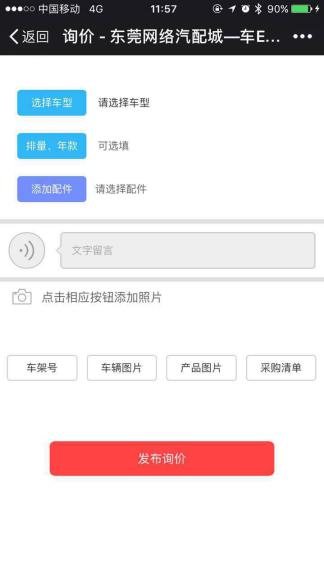 中国移动 4G 11:57 90%
返回 询价 - 东莞网络汽配城—车E...
选择车型 请选择车型
排量、年款 可选填
添加配件 请选择配件
文字留言
点击相应按钮添加照片
车架号 车辆图片 产品图片 采购清单
发布询价